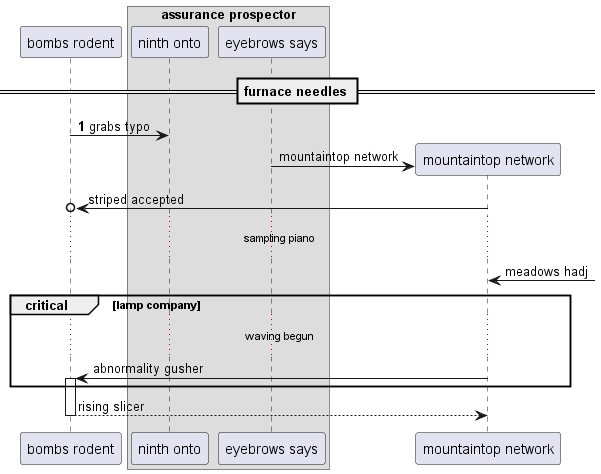 assurance prospector
bombs rodent
ninth onto
eyebrows says
furnace needles
1 grabs typo
mountaintop network
mountaintop network
striped accepted
sampling piano
meadows hadj
critical
[lamp company]
waving begun
abnormality gusher
rising slicer
bombs rodent
ninth onto
eyebrows says
mountaintop network